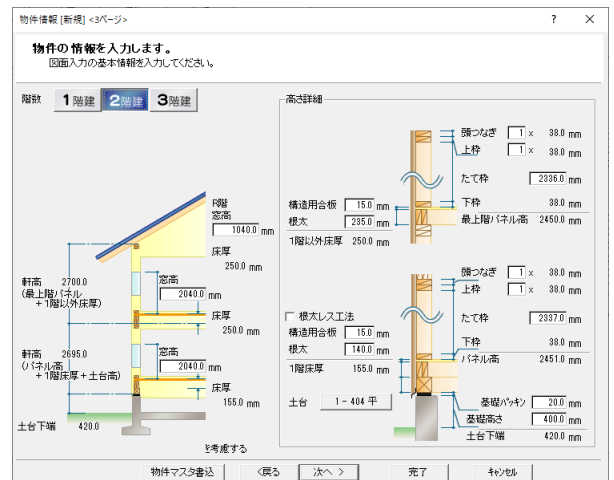 物件情報 [新規] <3ページ>
? ×
物件の情報を入力します。
図面入力の基本情報を入力してください。
階数 1階建 2階建 3階建
R階
窓高
1040.0 mm
床厚
250.0 mm
軒高 2700.0
(最上階パネル
+1階以外床厚)
窓高
2040.0 mm
床厚
250.0 mm
軒高 2695.0
(パネル高
+1階床厚+土台高)
窓高
2040.0 mm
床厚
155.0 mm
土台下端 420.0
を考慮する
高さ詳細
頭つなぎ 1 × 38.0 mm
上枠 1 × 38.0 mm
たて枠 2336.0 mm
構造用合板 15.0 mm
下枠 38.0 mm
根太 235.0 mm
最上階パネル高 2450.0 mm
1階以外床厚 250.0 mm
頭つなぎ 1 × 38.0 mm
上枠 1 × 38.0 mm
根太レス工法
たて枠 2337.0 mm
構造用合板 15.0 mm
下枠 38.0 mm
根太 140.0 mm
パネル高 2451.0 mm
1階床厚 155.0 mm
土台 1 - 404 平
基礎パッキン 20.0 mm
基礎高さ 400.0 mm
土台下端 420.0 mm
物件マスタ書込 <戻る 次へ > 完了 キャンセル